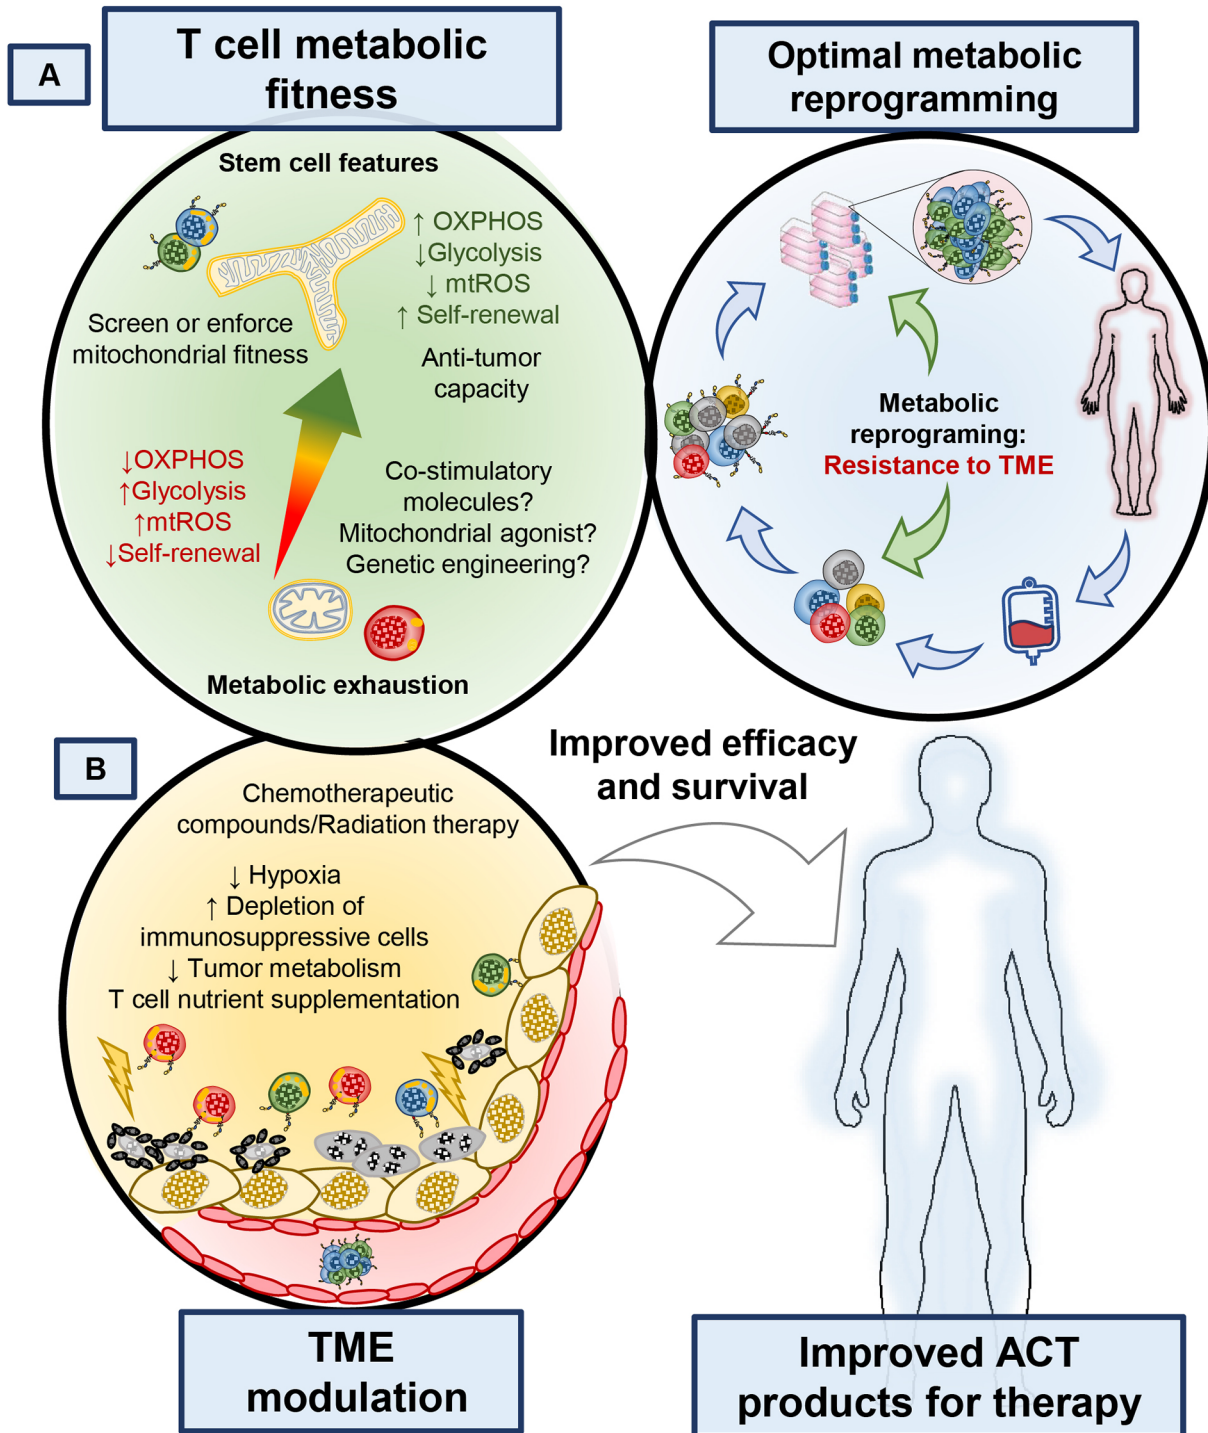 A
T cell metabolic
fitness
Stem cell features
↑ OXPHOS
↓Glycolysis
↓ mtROS
↑ Self-renewal
Screen or enforce
mitochondrial fitness
Anti-tumor
capacity
↓OXPHOS
↑Glycolysis
↑mtROS
↓Self-renewal
Co-stimulatory
molecules?
Mitochondrial agonist?
Genetic engineering?
Metabolic exhaustion
Optimal metabolic
reprogramming
Metabolic
reprograming:
Resistance to TME
B
Chemotherapeutic
compounds/Radiation therapy
↓ Hypoxia
↑ Depletion of
immunosuppressive cells
↓ Tumor metabolism
T cell nutrient supplementation
TME
modulation
Improved efficacy
and survival
Improved ACT
products for therapy